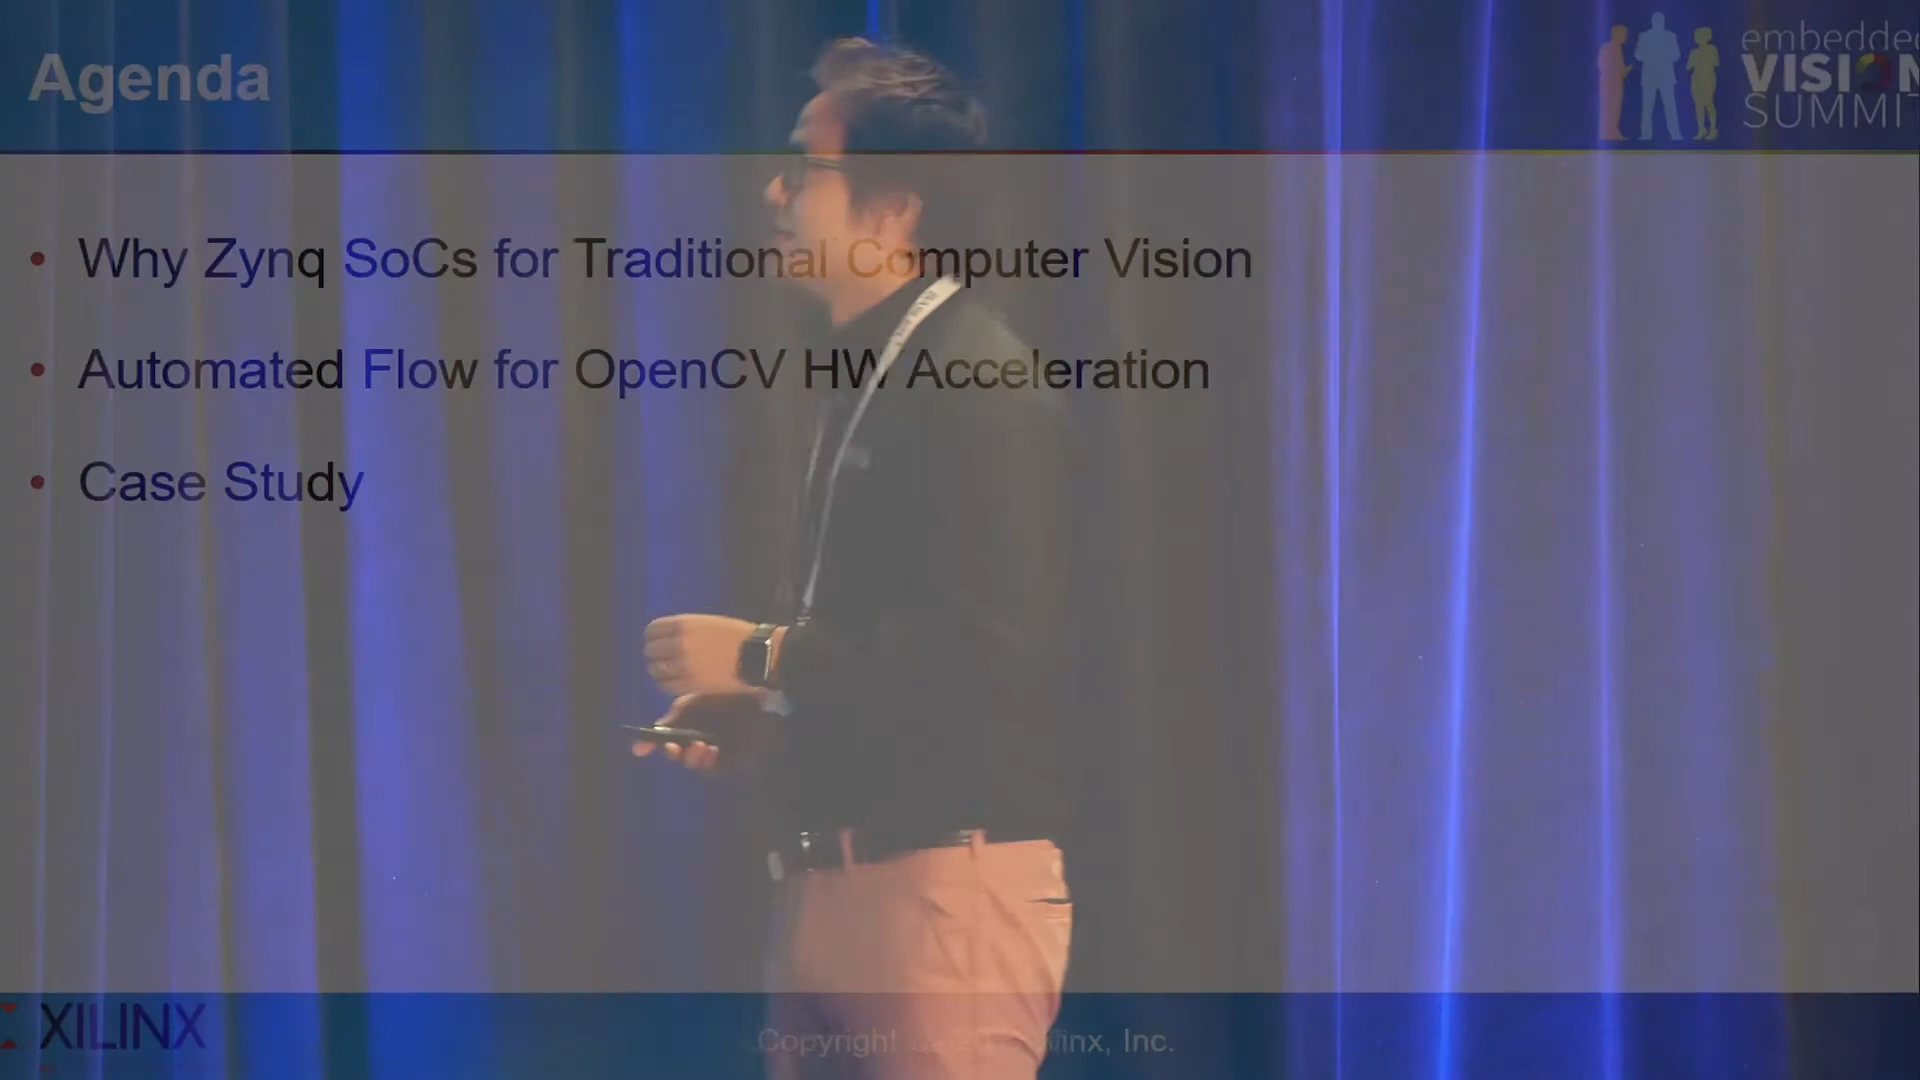 Agenda
embedded
VISION
SUMMIT
• Why Zynq SoCs for Traditional Computer Vision
• Automated Flow for OpenCV HW Acceleration
• Case Study
XILINX
Copyright © Xilinx, Inc.